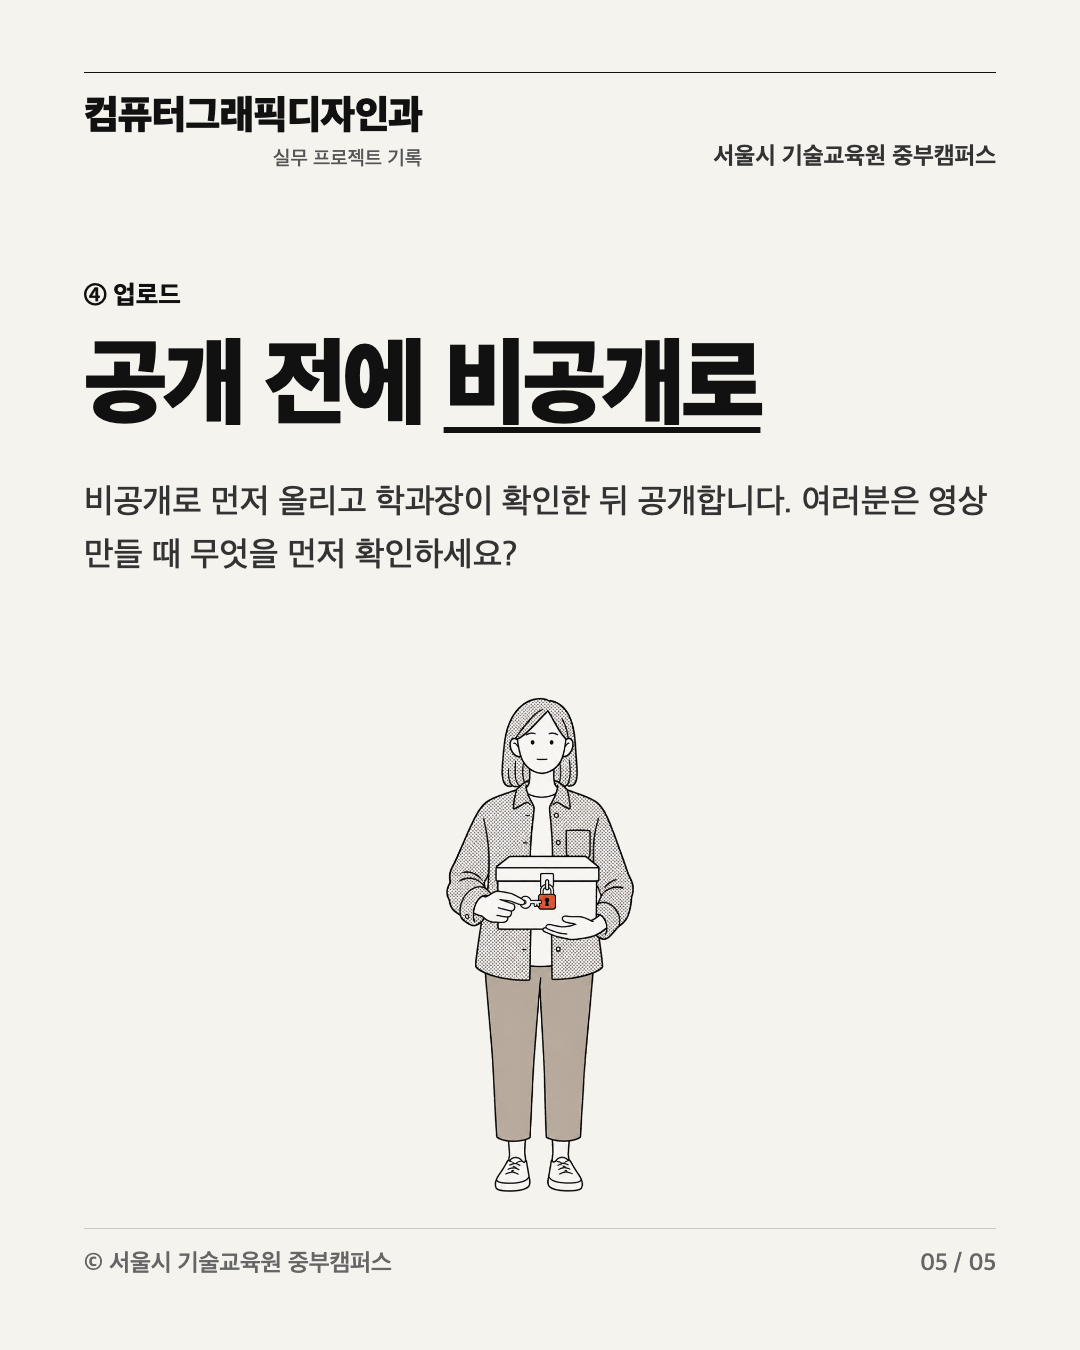 컴퓨터그래픽디자인과
실무 프로젝트 기록
서울시 기술교육원 중부캠퍼스
④ 업로드
공개 전에 비공개로
비공개로 먼저 올리고 학과장이 확인한 뒤 공개합니다. 여러분은 영상
만들 때 무엇을 먼저 확인하세요?
© 서울시 기술교육원 중부캠퍼스
05 / 05